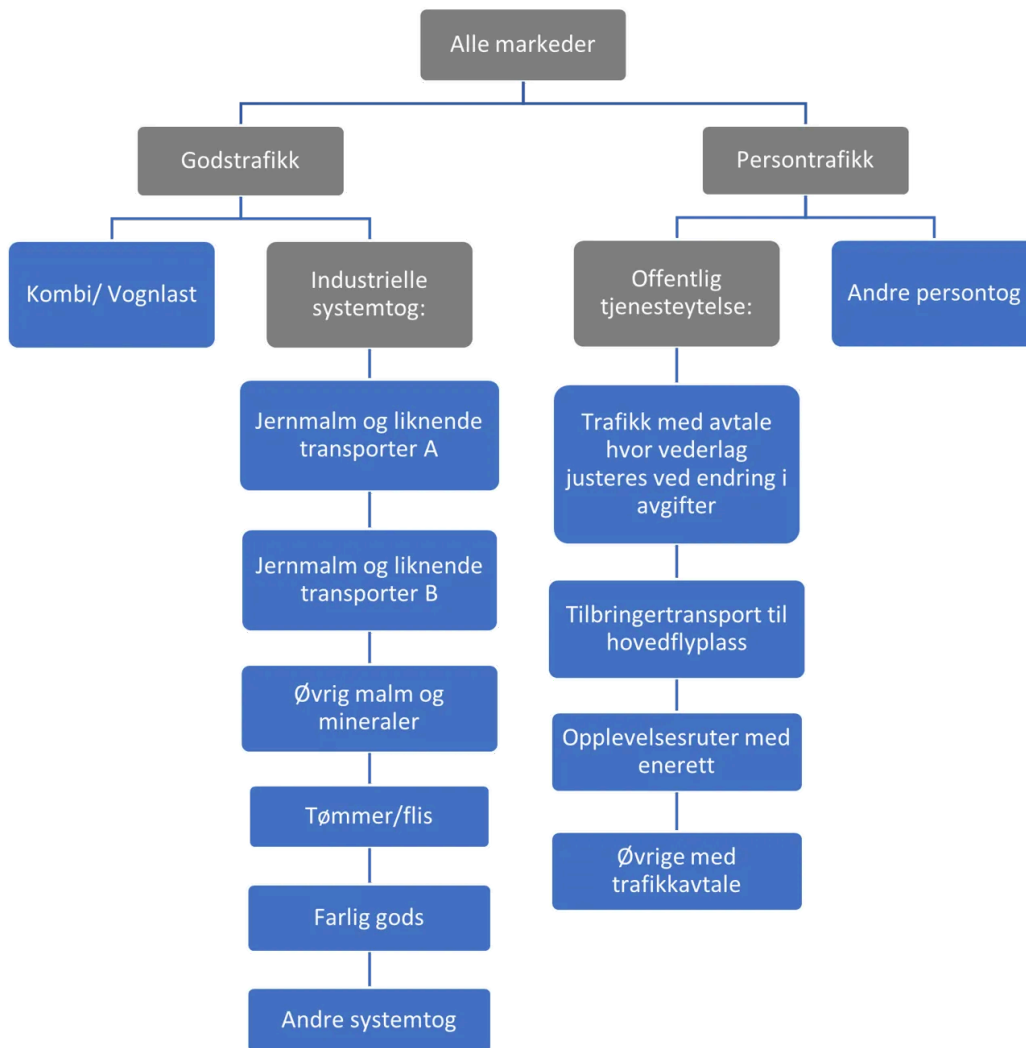 Alle markeder
Godstrafikk
Persontrafikk
Kombi/ Vognlast
Industrielle
systemtog:
Offentlig
tjenesteytelse:
Andre persontog
Jernmalm og liknende
transporter A
Jernmalm og liknende
transporter B
Øvrig malm og
mineraler
Tømmer/flis
Farlig gods
Andre systemtog
Trafikk med avtale
hvor vederlag
justeres ved endring i
avgifter
Tilbringertransport til
hovedflyplass
Opplevelsesruter med
enerett
Øvrige med
trafikkavtale